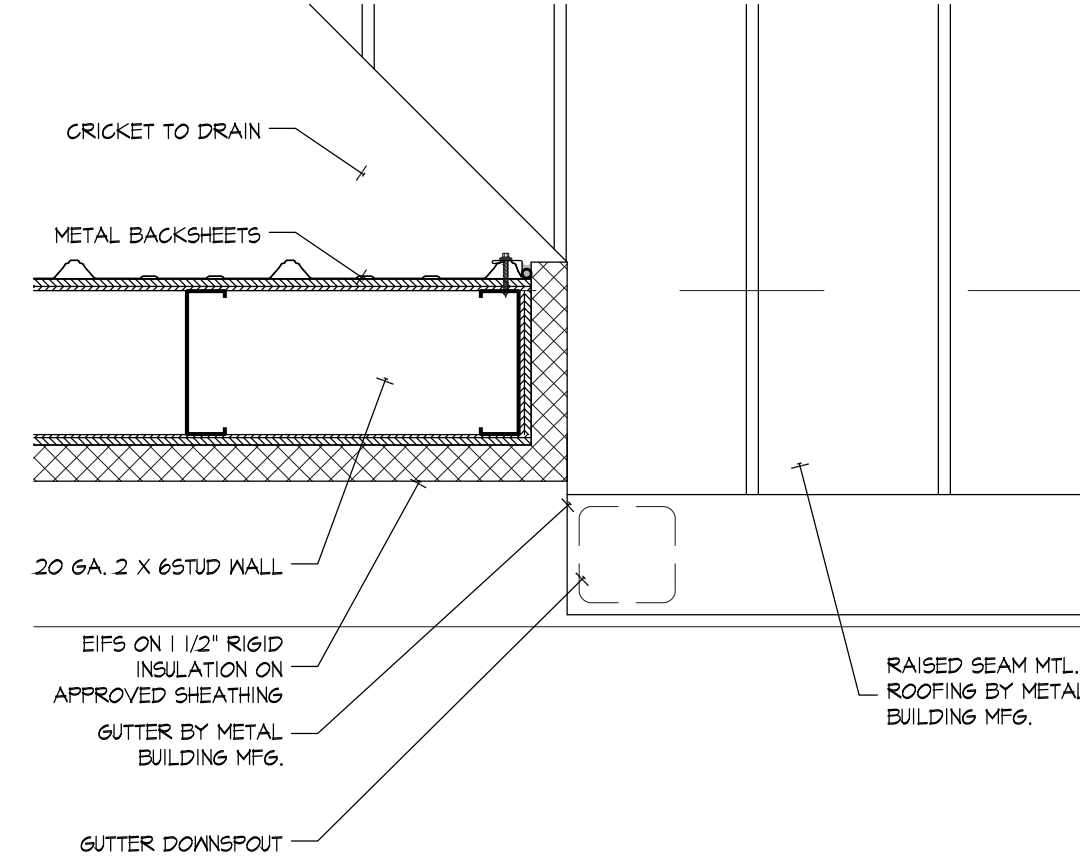 CRICKET TO DRAIN
METAL BACKSHEETS
20 GA. 2 X 6STUD WALL
EIFS ON 1 1/2" RIGID
INSULATION ON
APPROVED SHEATHING
GUTTER BY METAL
BUILDING MFG.
GUTTER DOWNSPOUT
RAISED SEAM MTL.
ROOFING BY METAL
BUILDING MFG.